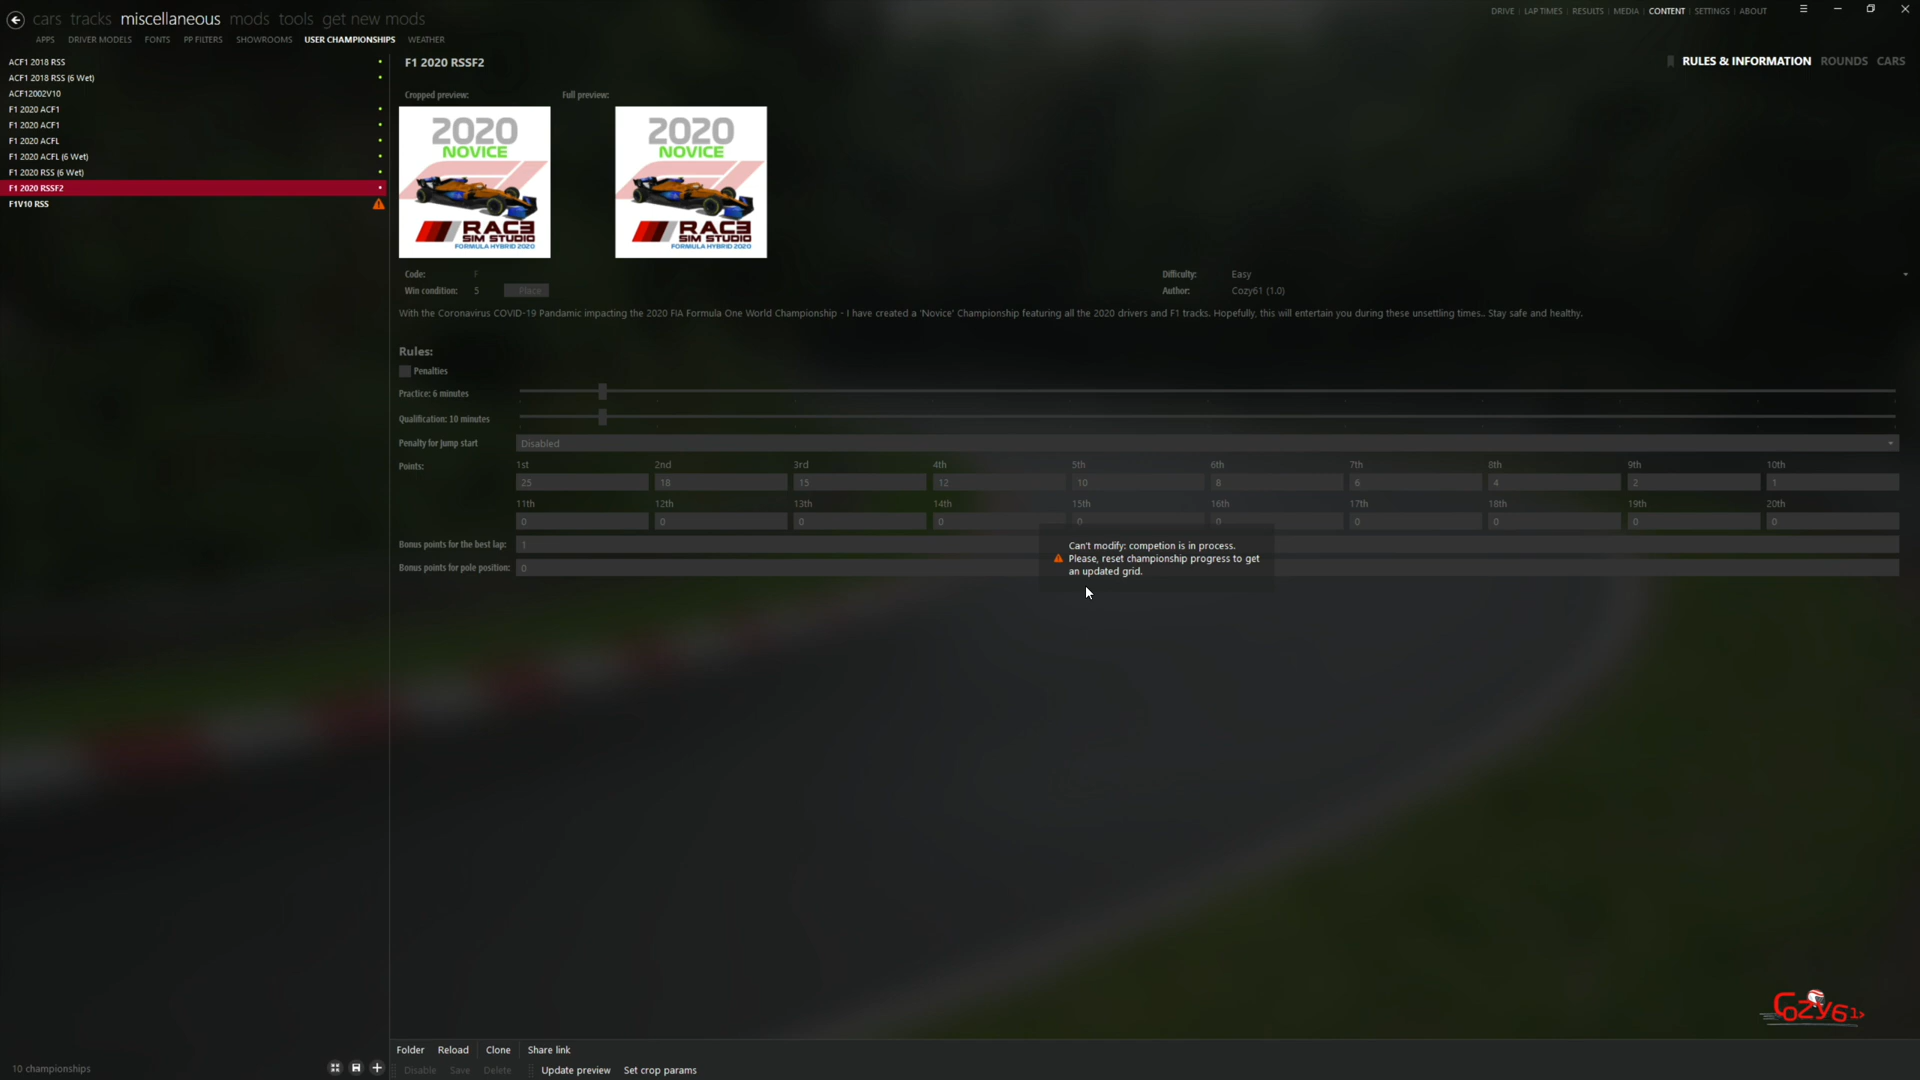 cars tracks miscellaneous mods tools get new mods
DRIVE | LAP TIMES | RESULTS | MEDIA | CONTENT | SETTINGS | ABOUT
APPS DRIVER MODELS FONTS PP FILTERS SHOWROOMS USER CHAMPIONSHIPS WEATHER
ACF1 2018 RSS
ACF1 2018 RSS (6 Wet)
ACF12002V10
F1 2020 ACF1
F1 2020 ACF1
F1 2020 ACFL
F1 2020 ACFL (6 Wet)
F1 2020 RSS (6 Wet)
F1 2020 RSSF2
F1V10 RSS
10 championships
F1 2020 RSSF2
RULES & INFORMATION ROUNDS CARS
Cropped preview: Full preview:
2020
NOVICE
RAC3
SIM STUDIO
FORMULA HYBRID 2020
2020
NOVICE
RAC3
SIM STUDIO
FORMULA HYBRID 2020
Code: F
Difficulty: Easy
Win condition: 5 Place
Author: Cozy61 (1.0)
With the Coronavirus COVID-19 Pandamic impacting the 2020 FIA Formula One World Championship - I have created a 'Novice' Championship featuring all the 2020 drivers and F1 tracks. Hopefully, this will entertain you during these unsettling times.. Stay safe and healthy.
Rules:
Penalties
Practice: 6 minutes
Qualification: 10 minutes
Penalty for jump start Disabled
Points: 1st 2nd 3rd 4th 5th 6th 7th 8th 9th 10th
25 18 15 12 10 8 6 4 2 1
11th 12th 13th 14th 15th 16th 17th 18th 19th 20th
0 0 0 0 0 0 0 0 0 0
Bonus points for the best lap: 1
Bonus points for pole position: 0
Can't modify: competion is in process.
Please, reset championship progress to get
an updated grid.
Cozy61
Folder Reload Clone Share link
Disable Save Delete Update preview Set crop params